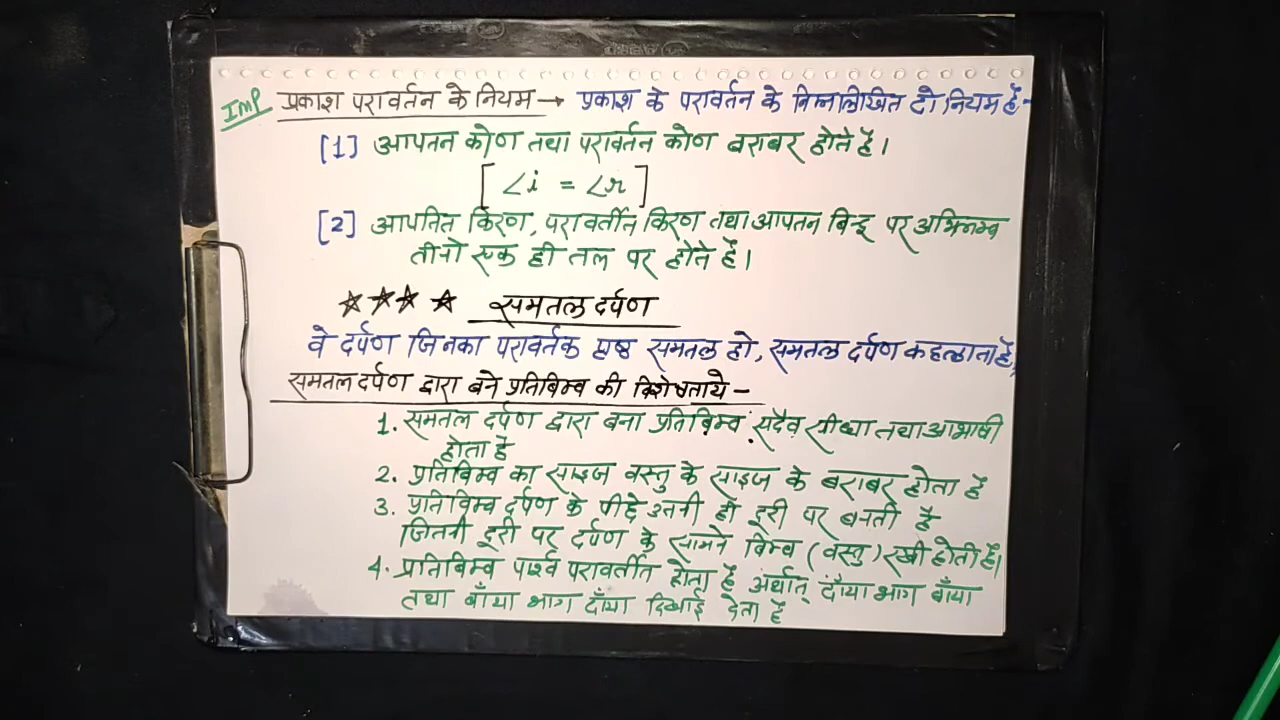 IMP प्रकाश परावर्तन के नियम → प्रकाश के परावर्तन के निम्नलिखित दो नियम हैं -
[1] आपतन कोण तथा परावर्तन कोण बराबर होते हैं।
[ ∠i = ∠r ]
[2] आपतित किरण, परावर्तीत किरण तथा आपतन बिन्दु पर अभिलम्ब
तीनो एक ही तल पर होते हैं।
☆☆☆☆ समतल दर्पण
वे दर्पण जिनका परावर्तक पृष्ठ समतल हो, समतल दर्पण कहलाता है,
समतल दर्पण द्वारा बने प्रतिबिम्ब की विशेषताये -
1. समतल दर्पण द्वारा बना प्रतिबिम्ब सदैव सीधा तथा आभाषी
होता है
2. प्रतिबिम्ब का साइज वस्तु के साइज के बराबर होता है
3. प्रतिबिम्ब दर्पण के पीछे उतनी ही दूरी पर बनती है
जितनी दूरी पर दर्पण के सामने बिम्ब (वस्तु) रखी होती है।
4. प्रतिबिम्ब पार्श्व परावर्तीत होता है अर्थात् दाँया भाग बाँया
तथा बाँया भाग दाँया दिखाई देता है